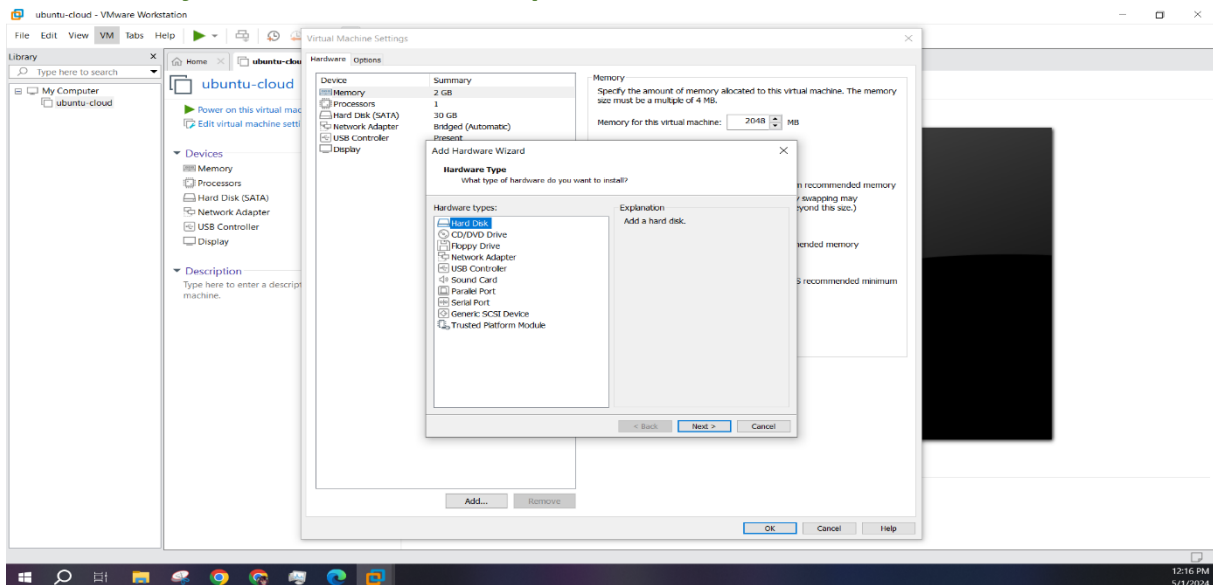 ubuntu-cloud - VMware Workstation
File Edit View VM Tabs Help
Library
Type here to search
My Computer
ubuntu-cloud
Home
ubuntu-clou
ubuntu-cloud
Power on this virtual mac
Edit virtual machine setti
Devices
Memory
Processors
Hard Disk (SATA)
Network Adapter
USB Controller
Display
Description
Type here to enter a descript
machine.
Virtual Machine Settings
Hardware Options
Device Summary
Memory 2 GB
Processors 1
Hard Disk (SATA) 30 GB
Network Adapter Bridged (Automatic)
USB Controller Present
Display
Memory
Specify the amount of memory allocated to this virtual machine. The memory
size must be a multiple of 4 MB.
Memory for this virtual machine: 2048 MB
recommended memory
swapping may
eyond this size.)
ended memory
recommended minimum
Add Hardware Wizard
Hardware Type
What type of hardware do you want to install?
Hardware types:
Hard Disk
CD/DVD Drive
Floppy Drive
Network Adapter
USB Controller
Sound Card
Parallel Port
Serial Port
Generic SCSI Device
Trusted Platform Module
Explanation
Add a hard disk.
< Back Next > Cancel
Add... Remove
OK Cancel Help
12:16 PM
5/1/2024